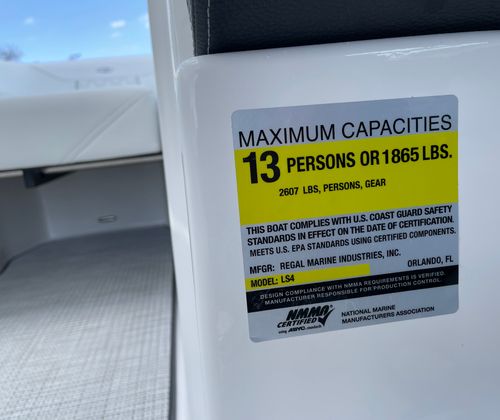 MAXIMUM CAPACITIES
13 PERSONS OR 1865 LBS.
2607 LBS, PERSONS, GEAR
THIS BOAT COMPLIES WITH U.S. COAST GUARD SAFETY
STANDARDS IN EFFECT ON THE DATE OF CERTIFICATION.
MEETS U.S. EPA STANDARDS USING CERTIFIED COMPONENTS.
MFGR: REGAL MARINE INDUSTRIES, INC.
ORLANDO, FL
MODEL: LS4
DESIGN COMPLIANCE WITH NMMA REQUIREMENTS IS VERIFIED.
MANUFACTURER RESPONSIBLE FOR PRODUCTION CONTROL.
NMMA
CERTIFIED
using ABYC standards
NATIONAL MARINE
MANUFACTURERS ASSOCIATION